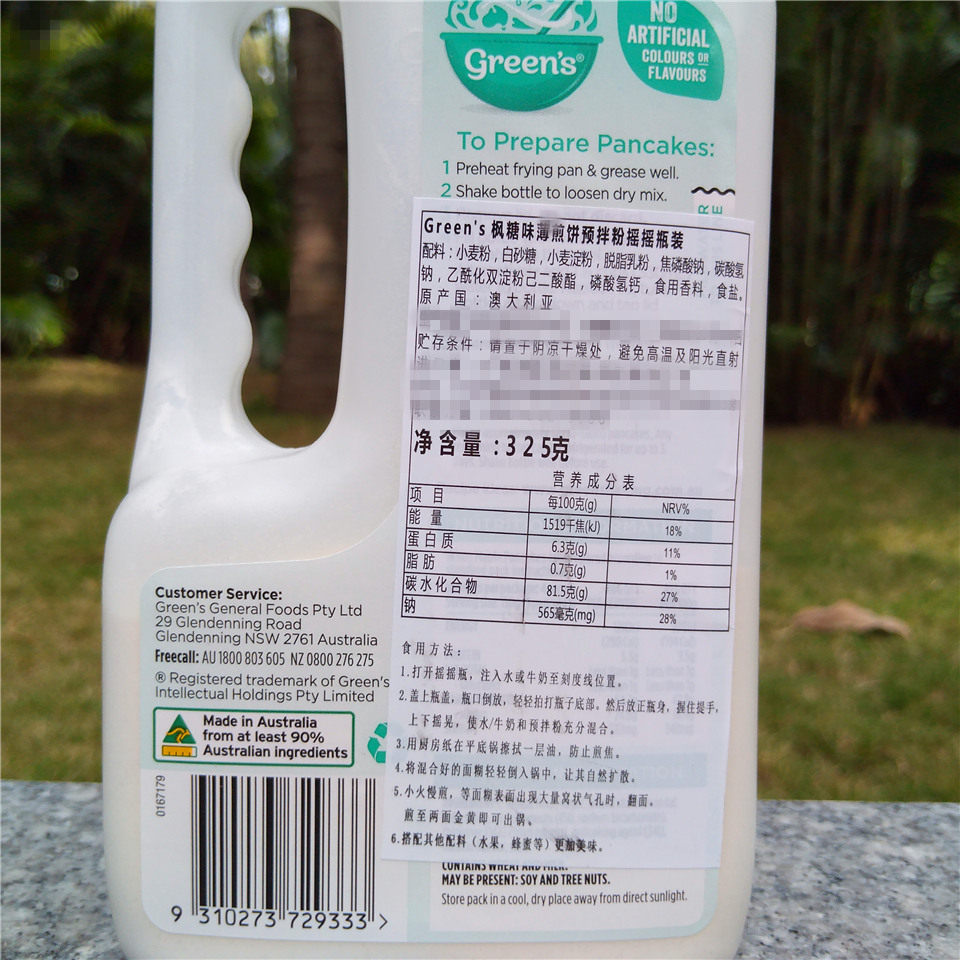 NO
ARTIFICIAL
COLOURS OR
FLAVOURS
Green's®
To Prepare Pancakes:
1 Preheat frying pan & grease well.
2 Shake bottle to loosen dry mix.
Green's 枫糖味薄煎饼预拌粉摇摇瓶装
配料：小麦粉，白砂糖，小麦淀粉，脱脂乳粉，焦磷酸钠，碳酸氢
钠，乙酰化双淀粉己二酸酯，磷酸氢钙，食用香料，食盐。
原产国：澳大利亚
贮存条件：请置于阴凉干燥处，避免高温及阳光直射
净含量：325克
营养成分表
项目 每100克(g) NRV%
能量 1519千焦(kJ) 18%
蛋白质 6.3克(g) 11%
脂肪 0.7克(g) 1%
碳水化合物 81.5克(g) 27%
钠 565毫克(mg) 28%
食用方法：
1.打开摇摇瓶，注入水或牛奶至刻度线位置。
2.盖上瓶盖，瓶口倒放，轻轻拍打瓶子底部。然后放正瓶身，握住提手，
上下摇晃，使水/牛奶和预拌粉充分混合。
3.用厨房纸在平底锅擦拭一层油，防止煎焦。
4.将混合好的面糊轻轻倒入锅中，让其自然扩散。
5.小火慢煎，等面糊表面出现大量窝状气孔时，翻面。
煎至两面金黄即可出锅。
6.搭配其他配料（水果，蜂蜜等）更加美味。
CONTAINS WHEAT AND MILK.
MAY BE PRESENT: SOY AND TREE NUTS.
Store pack in a cool, dry place away from direct sunlight.
Customer Service:
Green's General Foods Pty Ltd
29 Glendenning Road
Glendenning NSW 2761 Australia
Freecall: AU 1800 803 605 NZ 0800 276 275
® Registered trademark of Green's
Intellectual Holdings Pty Limited
Made in Australia
from at least 90%
Australian ingredients
0167179
9 310273 729333 >